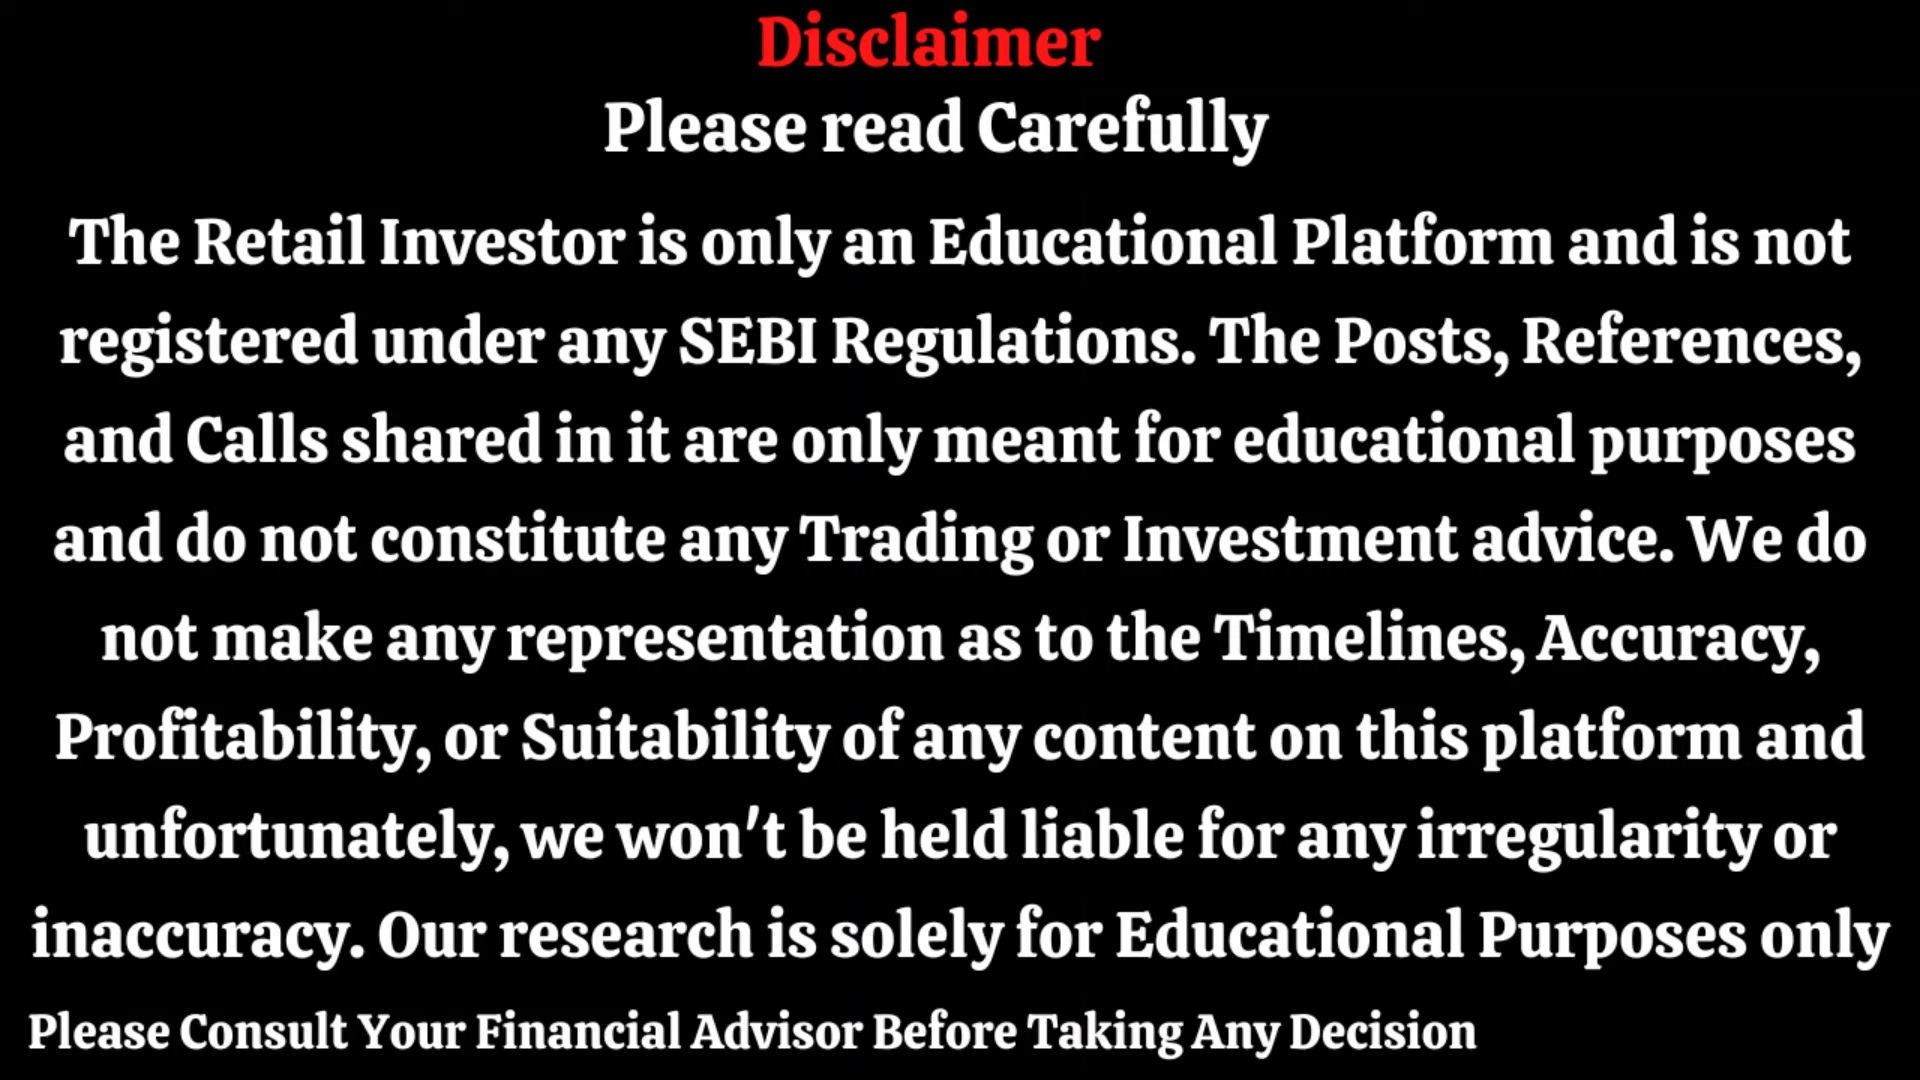 Disclaimer
Please read Carefully
The Retail Investor is only an Educational Platform and is not
registered under any SEBI Regulations. The Posts, References,
and Calls shared in it are only meant for educational purposes
and do not constitute any Trading or Investment advice. We do
not make any representation as to the Timelines, Accuracy,
Profitability, or Suitability of any content on this platform and
unfortunately, we won't be held liable for any irregularity or
inaccuracy. Our research is solely for Educational Purposes only
Please Consult Your Financial Advisor Before Taking Any Decision